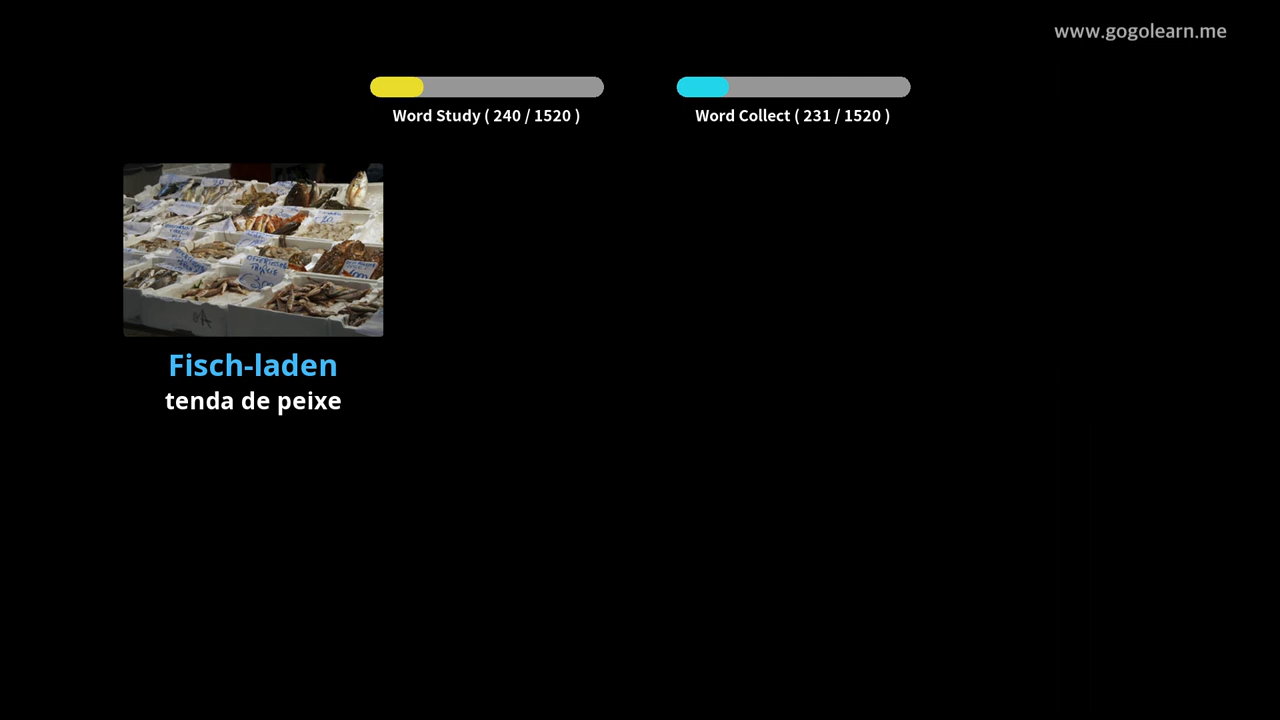 www.gogolearn.me
Word Study ( 240 / 1520 )
Word Collect ( 231 / 1520 )
Fisch-laden
tenda de peixe